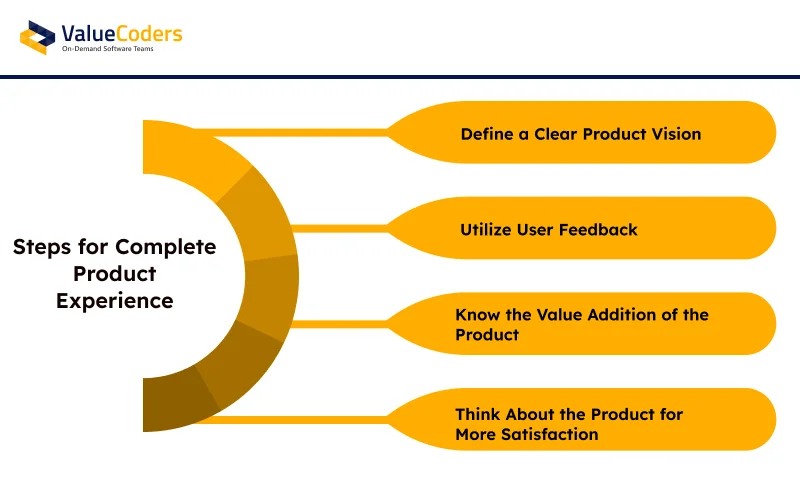 ValueCoders
On-Demand Software Teams
Steps for Complete
Product
Experience
Define a Clear Product Vision
Utilize User Feedback
Know the Value Addition of the
Product
Think About the Product for
More Satisfaction